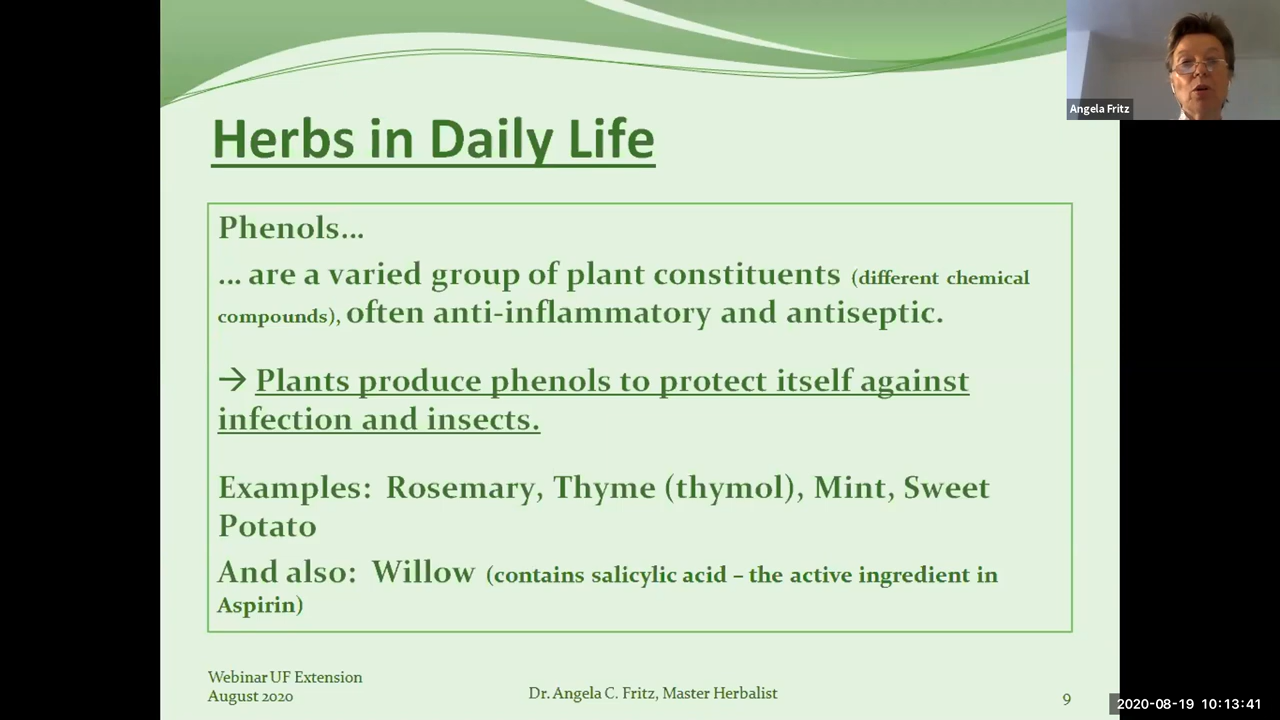 Angela Fritz
Herbs in Daily Life
Phenols...
... are a varied group of plant constituents (different chemical
compounds), often anti-inflammatory and antiseptic.
→ Plants produce phenols to protect itself against
infection and insects.
Examples: Rosemary, Thyme (thymol), Mint, Sweet
Potato
And also: Willow (contains salicylic acid – the active ingredient in
Aspirin)
Webinar UF Extension
August 2020
Dr. Angela C. Fritz, Master Herbalist
9
2020-08-19 10:13:41